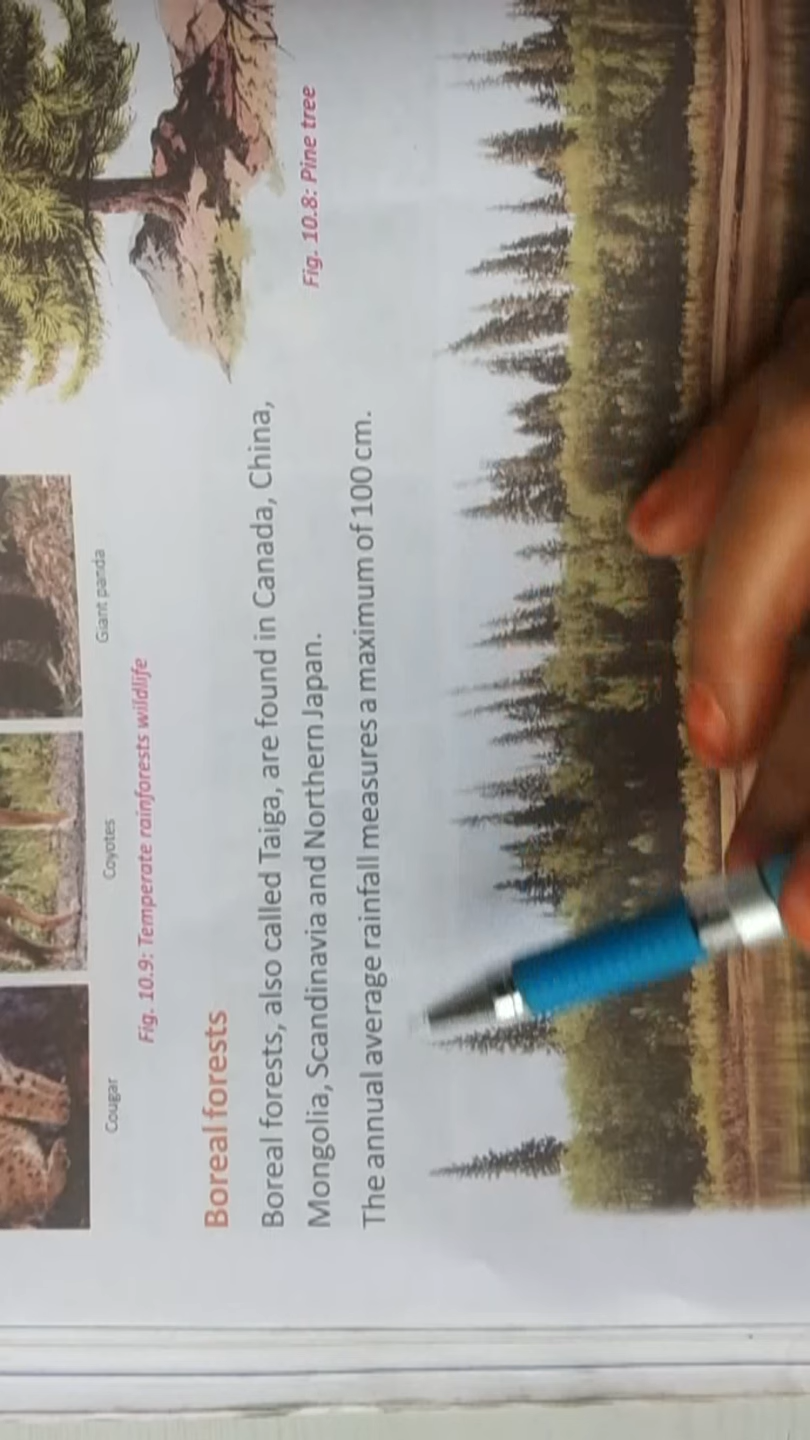 Fig. 10.8: Pine tree
Cougar
Coyotes
Giant panda
Fig. 10.9: Temperate rainforests wildlife
Boreal forests
Boreal forests, also called Taiga, are found in Canada, China,
Mongolia, Scandinavia and Northern Japan.
The annual average rainfall measures a maximum of 100 cm.